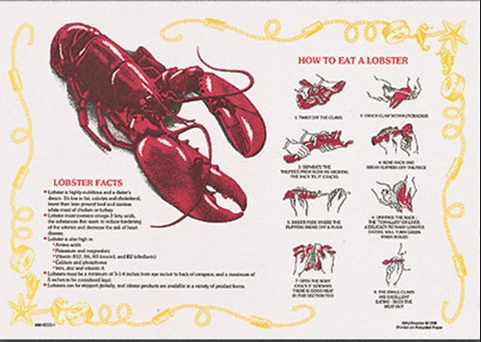 HOW TO EAT A LOBSTER
1. TWIST OFF THE CLAWS
2. CRACK CLAW WITH NUTCRACKER
3. SEPARATE THE
TAILPIECE FROM BODY BY ARCHING
THE BACK TIL IT CRACKS
4. BEND BACK AND
BREAK FLIPPERS OFF TAILPIECE
5. INSERT FORK WHERE THE
FLIPPERS BROKE OFF & PUSH
6. UNHINGE THE BACK -
THE "TOMALLEY" OR LIVER,
A DELICACY TO MANY LOBSTER
EATERS, WILL TURN GREEN
WHEN BOILED
7. OPEN THE BODY
CRACK IT SIDEWAYS
THERE IS GOOD MEAT
IN THIS SECTION TOO
8. THE SMALL CLAWS
ARE EXCELLENT
EATING - SUCK THE
MEAT OUT
LOBSTER FACTS
Lobster is highly nutritious and a dieter's
dream. It's low in fat, calories and cholesterol,
lower than lean ground beef and skinless
white meat of chicken or turkey.
Lobster meat contains omega-3 fatty acids,
the substances that seem to reduce hardening
of the arteries and decrease the risk of heart
disease.
Lobster is also high in:
Amino acids
Potassium and magnesium
Vitamin B12, B6, B3 (niacin), and B2 (riboflavin)
Calcium and phosphorus
Iron, zinc and vitamin A
Lobsters must be a minimum of 3-1/4 inches from eye socket to back of carapace, and a maximum of
5 inches to be considered legal.
Lobsters can be shipped globally, and lobster products are available in a variety of product forms.
Printed on Recycled Paper